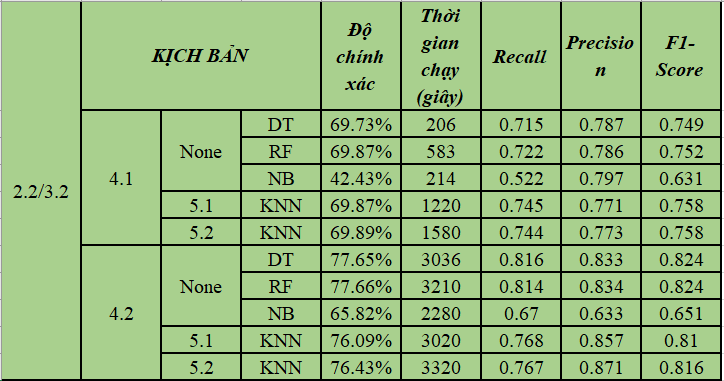 KỊCH BẢN Độ chính xác Thời gian chạy (giây) Recall Precision F1-Score
2.2/3.2 4.1 None DT 69.73% 206 0.715 0.787 0.749
RF 69.87% 583 0.722 0.786 0.752
NB 42.43% 214 0.522 0.797 0.631
5.1 KNN 69.87% 1220 0.745 0.771 0.758
5.2 KNN 69.89% 1580 0.744 0.773 0.758
4.2 None DT 77.65% 3036 0.816 0.833 0.824
RF 77.66% 3210 0.814 0.834 0.824
NB 65.82% 2280 0.67 0.633 0.651
5.1 KNN 76.09% 3020 0.768 0.857 0.81
5.2 KNN 76.43% 3320 0.767 0.871 0.816